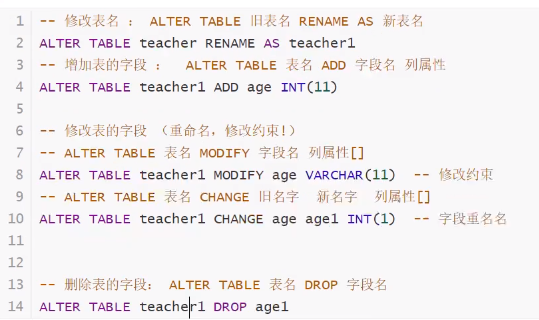 1 -- 修改表名 : ALTER TABLE 旧表名 RENAME AS 新表名
2 ALTER TABLE teacher RENAME AS teacher1
3 -- 增加表的字段 : ALTER TABLE 表名 ADD 字段名 列属性
4 ALTER TABLE teacher1 ADD age INT(11)
5
6 -- 修改表的字段 （重命名，修改约束!）
7 -- ALTER TABLE 表名 MODIFY 字段名 列属性[]
8 ALTER TABLE teacher1 MODIFY age VARCHAR(11) -- 修改约束
9 -- ALTER TABLE 表名 CHANGE 旧名字 新名字 列属性[]
10 ALTER TABLE teacher1 CHANGE age age1 INT(1) -- 字段重名名
11
12
13 -- 删除表的字段: ALTER TABLE 表名 DROP 字段名
14 ALTER TABLE teacher1 DROP age1